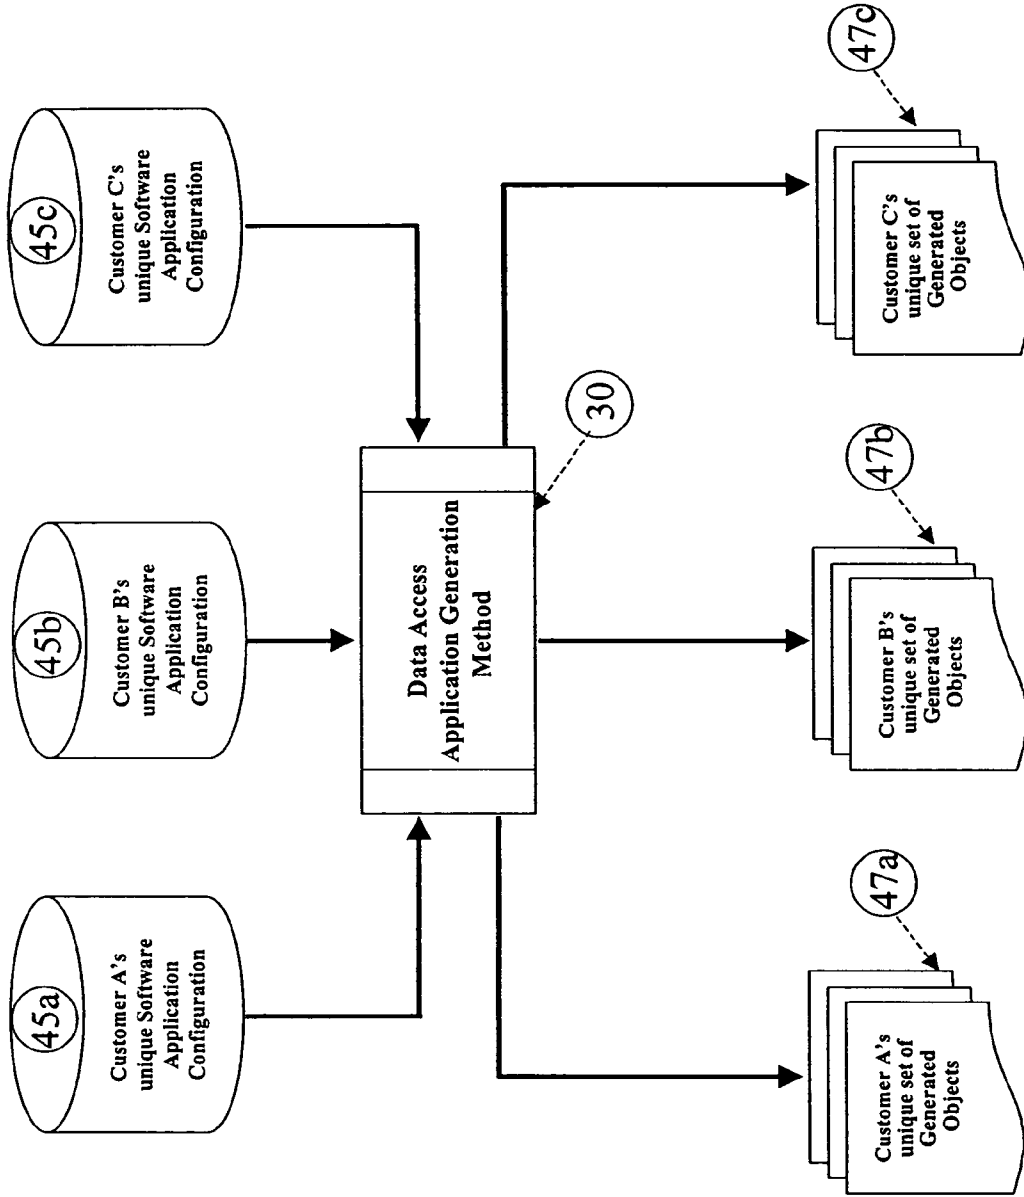 45a
Customer A's
unique Software
Application
Configuration
45b
Customer B's
unique Software
Application
Configuration
45c
Customer C's
unique Software
Application
Configuration
Data Access
Application Generation
Method
30
47a
Customer A's
unique set of
Generated
Objects
47b
Customer B's
unique set of
Generated
Objects
47c
Customer C's
unique set of
Generated
Objects